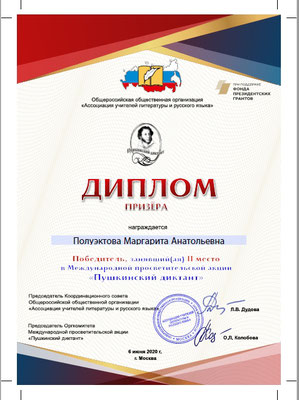 ПРИ ПОДДЕРЖКЕ
ФОНДА
ПРЕЗИДЕНТСКИХ
ГРАНТОВ
Общероссийская общественная организация
«Ассоциация учителей литературы и русского языка»
ДИПЛОМ
ПРИЗЁРА
награждается
Полуэктова Маргарита Анатольевна
Победитель, занявший(ая) II место
в Международной просветительской акции
«Пушкинский диктант»
Председатель Координационного совета
Общероссийской общественной организации
«Ассоциация учителей литературы и русского языка»
Л.В. Дудова
Председатель Оргкомитета
Международной просветительской акции
«Пушкинский диктант»
О.Л. Колобова
6 июня 2020 г.
г. Москва